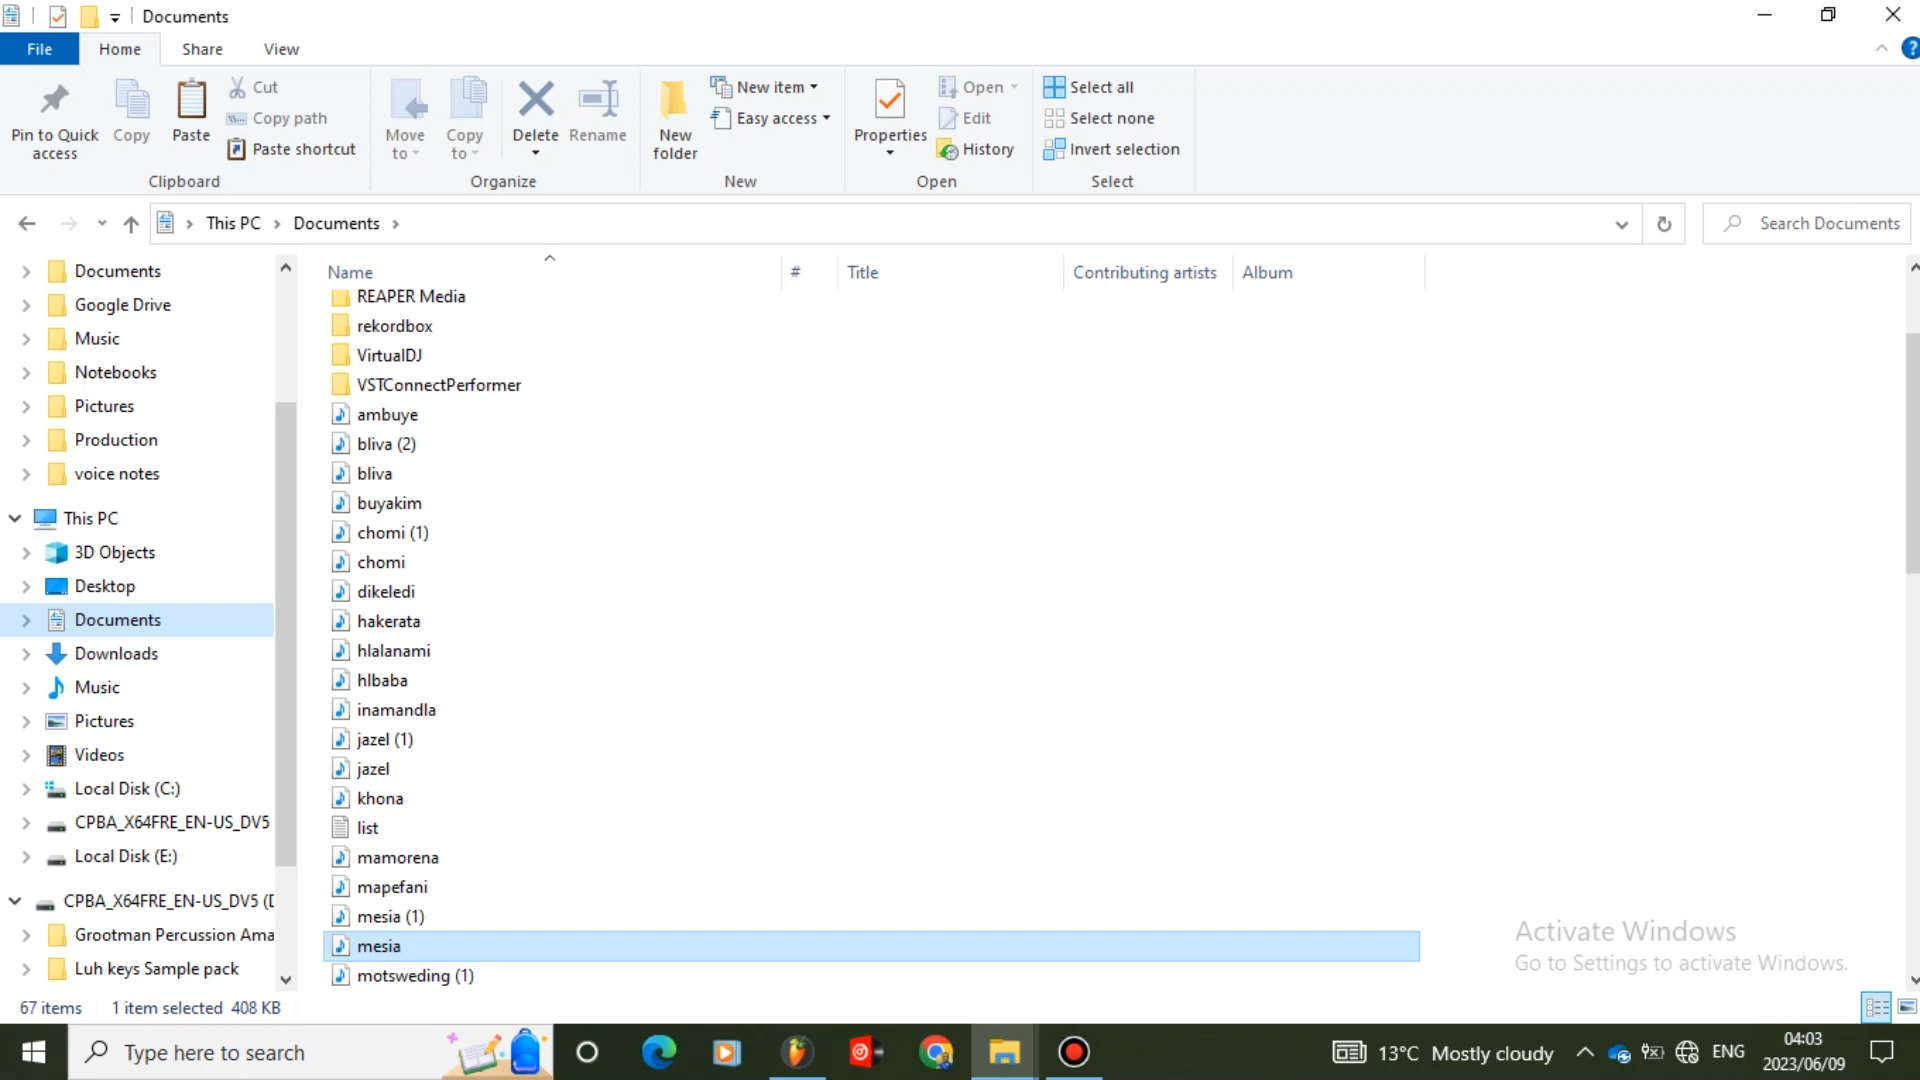 Documents
File Home Share View
Pin to Quick access
Copy
Paste
Cut
Copy path
Paste shortcut
Clipboard
Move to
Copy to
Delete
Rename
Organize
New folder
New item
Easy access
New
Properties
Open
Edit
History
Open
Select all
Select none
Invert selection
Select
This PC Documents
Search Documents
Documents
Google Drive
Music
Notebooks
Pictures
Production
voice notes
This PC
3D Objects
Desktop
Documents
Downloads
Music
Pictures
Videos
Local Disk (C:)
CPBA_X64FRE_EN-US_DV5
Local Disk (E:)
CPBA_X64FRE_EN-US_DV5 (D
Grootman Percussion Ama
Luh keys Sample pack
Name # Title Contributing artists Album
REAPER Media
rekordbox
VirtualDJ
VSTConnectPerformer
ambuye
bliva (2)
bliva
buyakim
chomi (1)
chomi
dikeledi
hakerata
hlalanami
hlbaba
inamandla
jazel (1)
jazel
khona
list
mamorena
mapefani
mesia (1)
mesia
motsweding (1)
Activate Windows
Go to Settings to activate Windows.
67 items 1 item selected 408 KB
Type here to search
13°C Mostly cloudy
ENG
04:03
2023/06/09